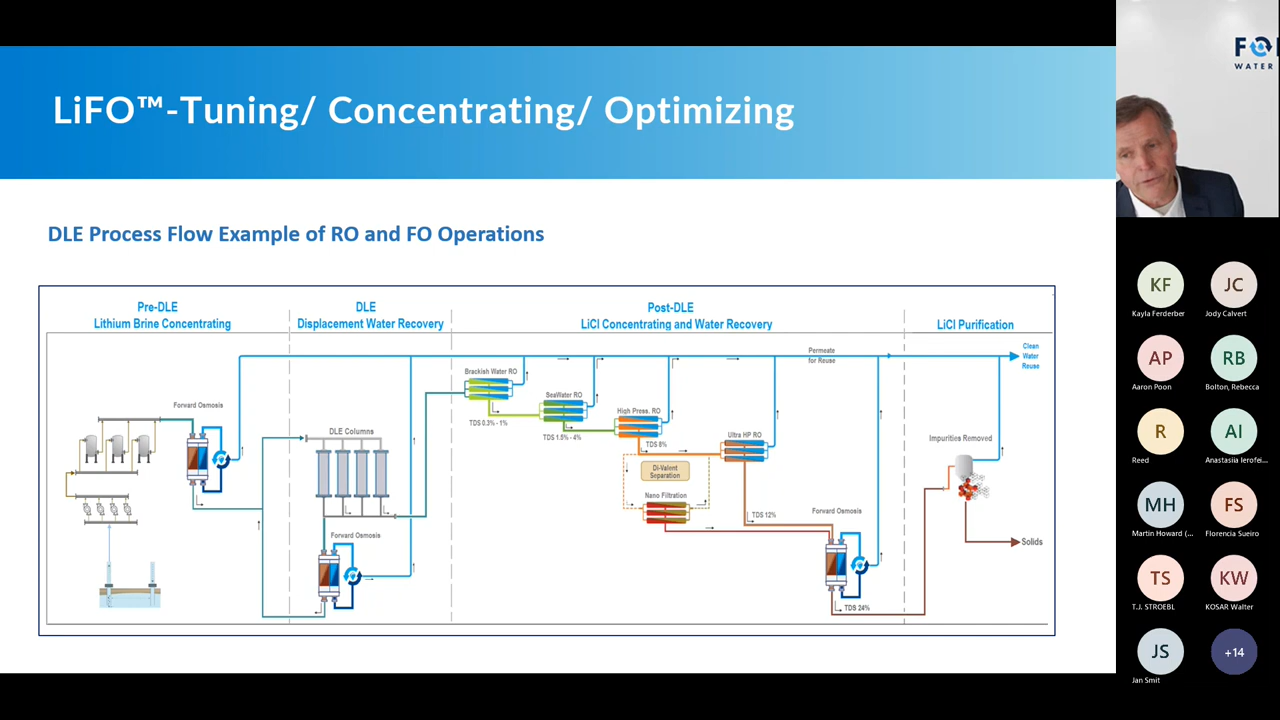 LiFO™-Tuning/ Concentrating/ Optimizing
DLE Process Flow Example of RO and FO Operations
Pre-DLE
Lithium Brine Concentrating
DLE
Displacement Water Recovery
Post-DLE
LiCl Concentrating and Water Recovery
LiCl Purification
Clean
Water
Reuse
Permeate
for Reuse
Brackish Water RO
SeaWater RO
High Press. RO
Ultra HP RO
Forward Osmosis
DLE Columns
TDS 0.3% - 1%
TDS 1.5% - 4%
TDS 8%
Di-Valent
Separation
Nano Filtration
TDS 12%
Forward Osmosis
Forward Osmosis
Impurities Removed
Solids
TDS 24%
WATER
KF
Kayla Ferderber
JC
Jody Calvert
AP
Aaron Poon
RB
Bolton, Rebecca
R
Reed
AI
Anastasiia Ierofei...
MH
Martin Howard (...
FS
Florencia Sueiro
TS
T.J. STROEBL
KW
KOSAR Walter
JS
Jan Smit
+14